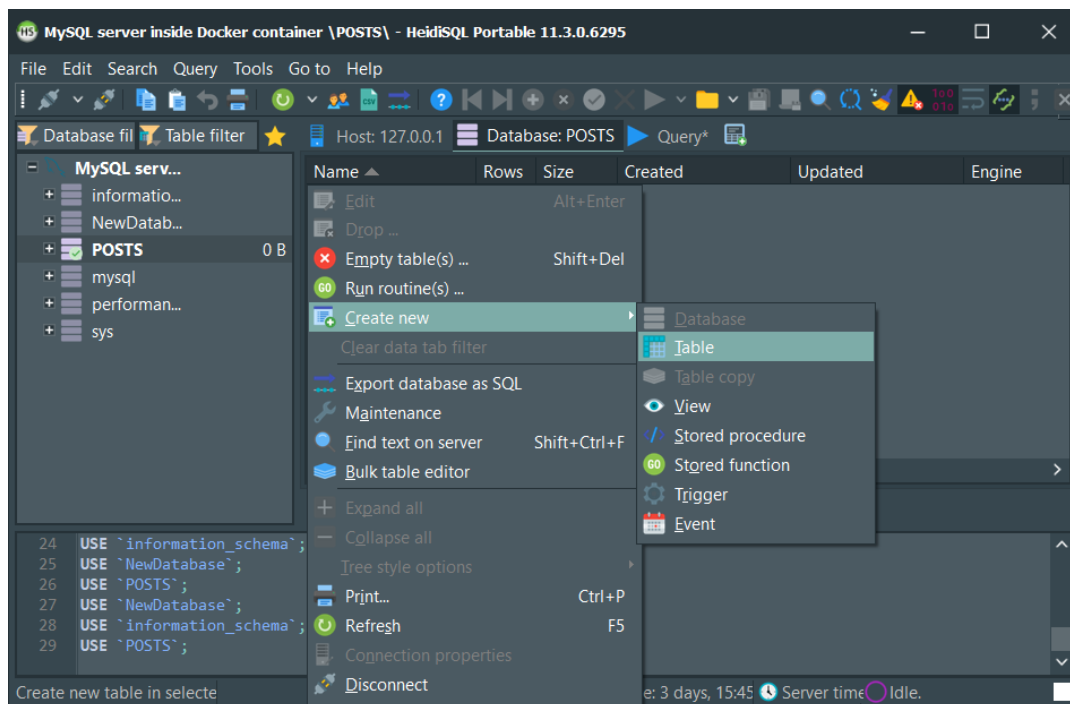 HS MySQL server inside Docker container \POSTS\ - HeidiSQL Portable 11.3.0.6295
File Edit Search Query Tools Go to Help
Database fil Table filter Host: 127.0.0.1 Database: POSTS Query*
MySQL serv...
informatio...
NewDatab...
POSTS 0 B
mysql
performan...
sys
Name Rows Size Created Updated Engine
Edit Alt+Enter
Drop ...
Empty table(s) ... Shift+Del
GO Run routine(s) ...
Create new
Clear data tab filter
Export database as SQL
Maintenance
Find text on server Shift+Ctrl+F
Bulk table editor
Expand all
Collapse all
Tree style options
Print... Ctrl+P
Refresh F5
Connection properties
Disconnect
Database
Table
Table copy
View
Stored procedure
GO Stored function
Trigger
Event
24 USE `information_schema`;
25 USE `NewDatabase`;
26 USE `POSTS`;
27 USE `NewDatabase`;
28 USE `information_schema`;
29 USE `POSTS`;
Create new table in selecte e: 3 days, 15:45 Server time Idle.